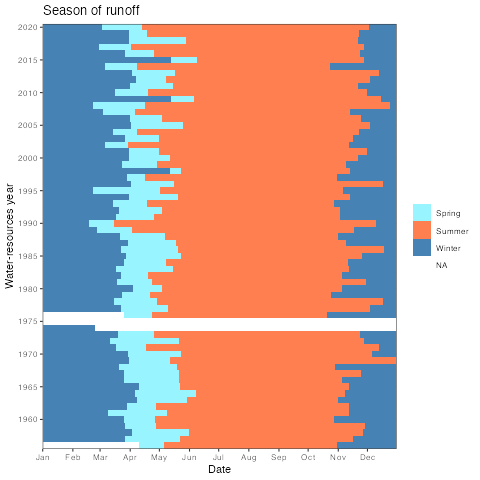 Season of runoff
Water-resources year
2020
2015
2010
2005
2000
1995
1990
1985
1980
1975
1970
1965
1960
Jan Feb Mar Apr May Jun Jul Aug Sep Oct Nov Dec
Date
Spring
Summer
Winter
NA